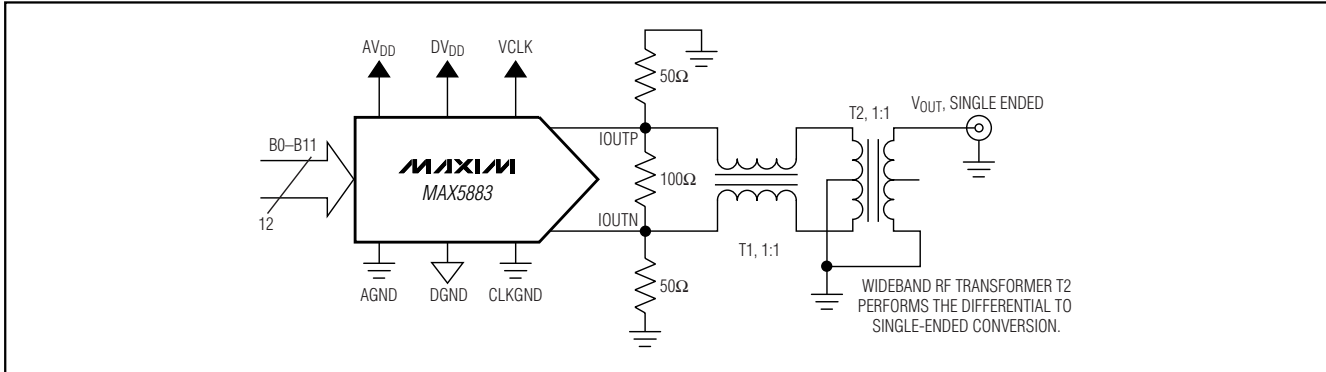 AVDD
DVDD
VCLK
50Ω
VOUT, SINGLE ENDED
T2, 1:1
B0–B11
IOUTP
MAXIM
MAX5883
100Ω
12
IOUTN
T1, 1:1
50Ω
AGND
DGND
CLKGND
WIDEBAND RF TRANSFORMER T2
PERFORMS THE DIFFERENTIAL TO
SINGLE-ENDED CONVERSION.